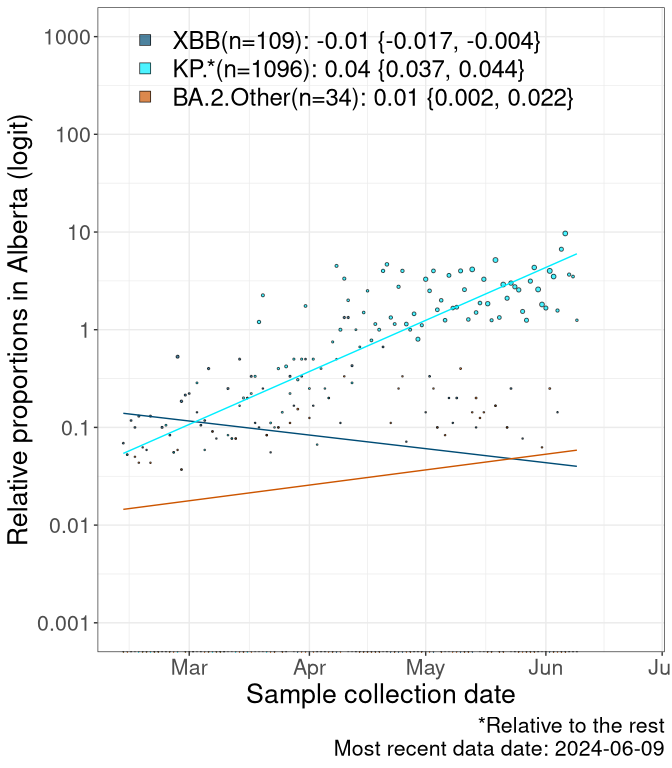 XBB(n=109): -0.01 {-0.017, -0.004}
KP.*(n=1096): 0.04 {0.037, 0.044}
BA.2.Other(n=34): 0.01 {0.002, 0.022}
Relative proportions in Alberta (logit)
1000
100
10
1
0.1
0.01
0.001
Mar Apr May Jun Ju
Sample collection date
*Relative to the rest
Most recent data date: 2024-06-09